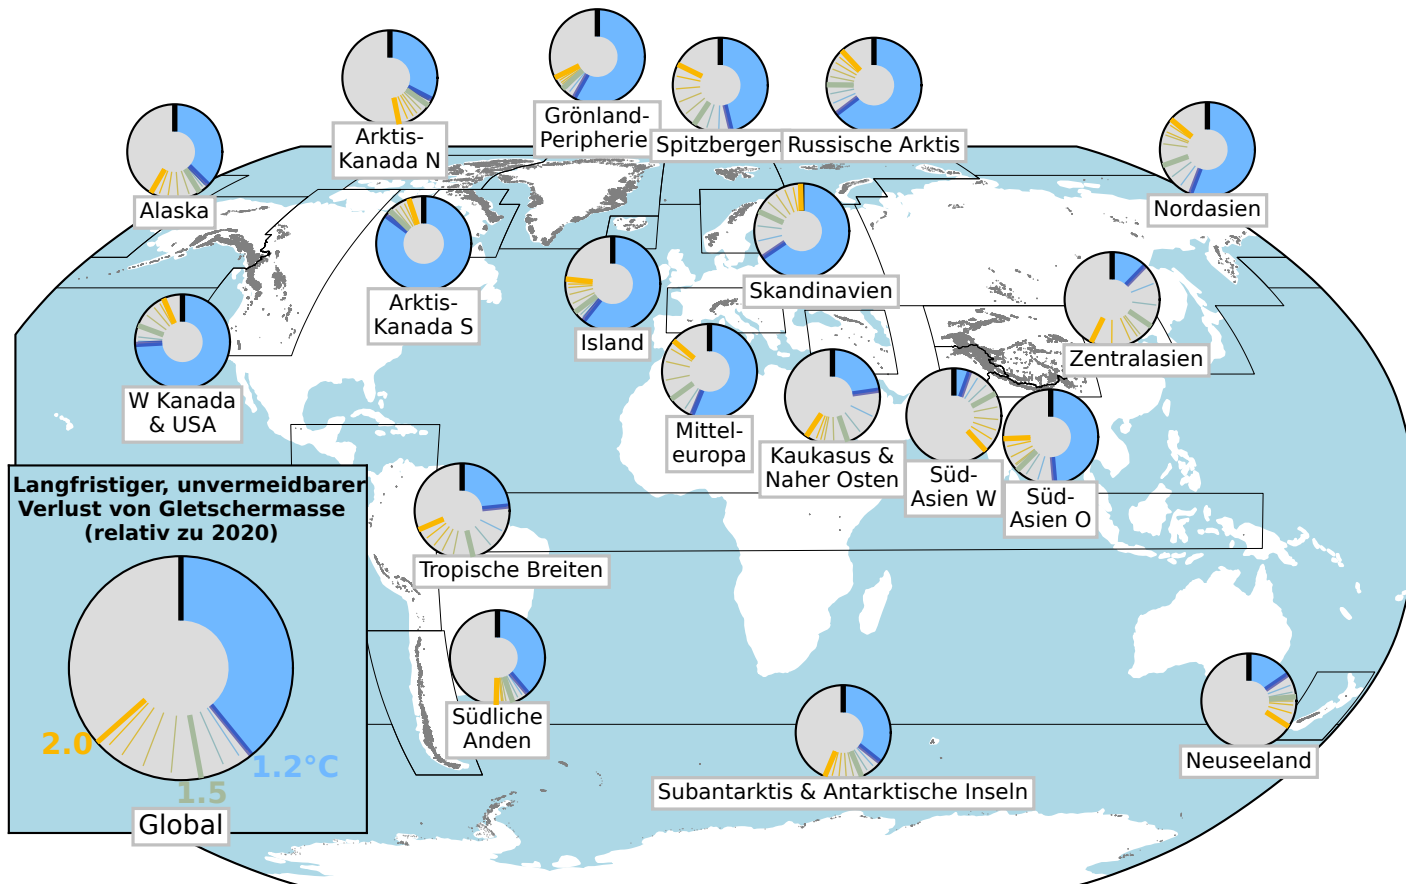 Arktis-
Kanada N
Grönland-
Peripherie
Spitzbergen
Russische Arktis
Alaska
Nordasien
Arktis-
Kanada S
Skandinavien
Island
Zentralasien
W Kanada
& USA
Mittel-
europa
Kaukasus &
Naher Osten
Süd-
Asien W
Süd-
Asien O
Langfristiger, unvermeidbarer
Verlust von Gletschermasse
(relativ zu 2020)
2.0
1.2°C
1.5
Global
Tropische Breiten
Südliche
Anden
Subantarktis & Antarktische Inseln
Neuseeland